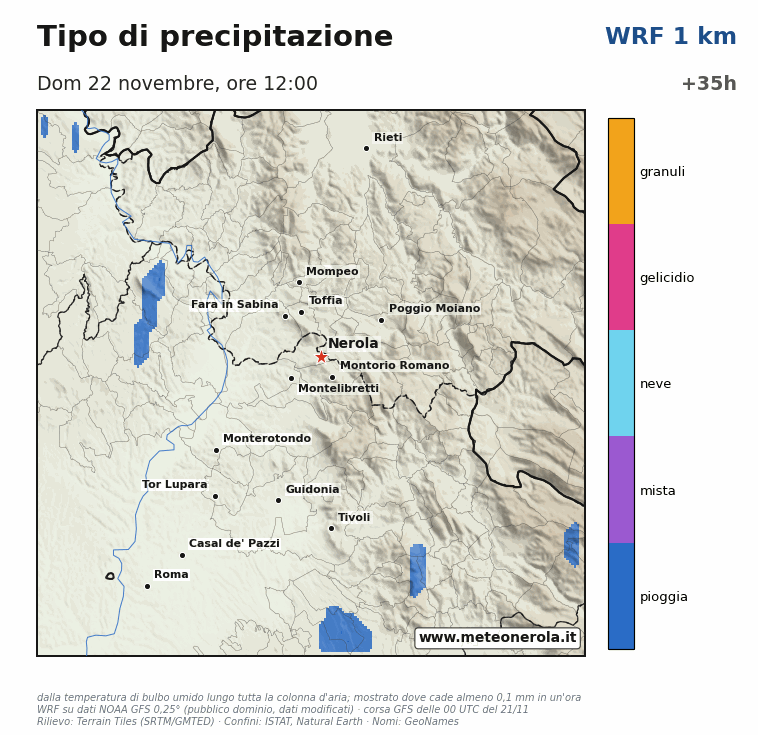 Tipo di precipitazione
WRF 1 km
Dom 22 novembre, ore 12:00
+35h
Rieti
granuli
gelicidio
neve
mista
pioggia
Mompeo
Toffia
Fara in Sabina
Poggio Moiano
Nerola
Montorio Romano
Montelibretti
Monterotondo
Tor Lupara
Guidonia
Tivoli
Casal de' Pazzi
Roma
www.meteonerola.it
dalla temperatura di bulbo umido lungo tutta la colonna d'aria; mostrato dove cade almeno 0,1 mm in un'ora
WRF su dati NOAA GFS 0,25° (pubblico dominio, dati modificati) · corsa GFS delle 00 UTC del 21/11
Rilievo: Terrain Tiles (SRTM/GMTED) · Confini: ISTAT, Natural Earth · Nomi: GeoNames